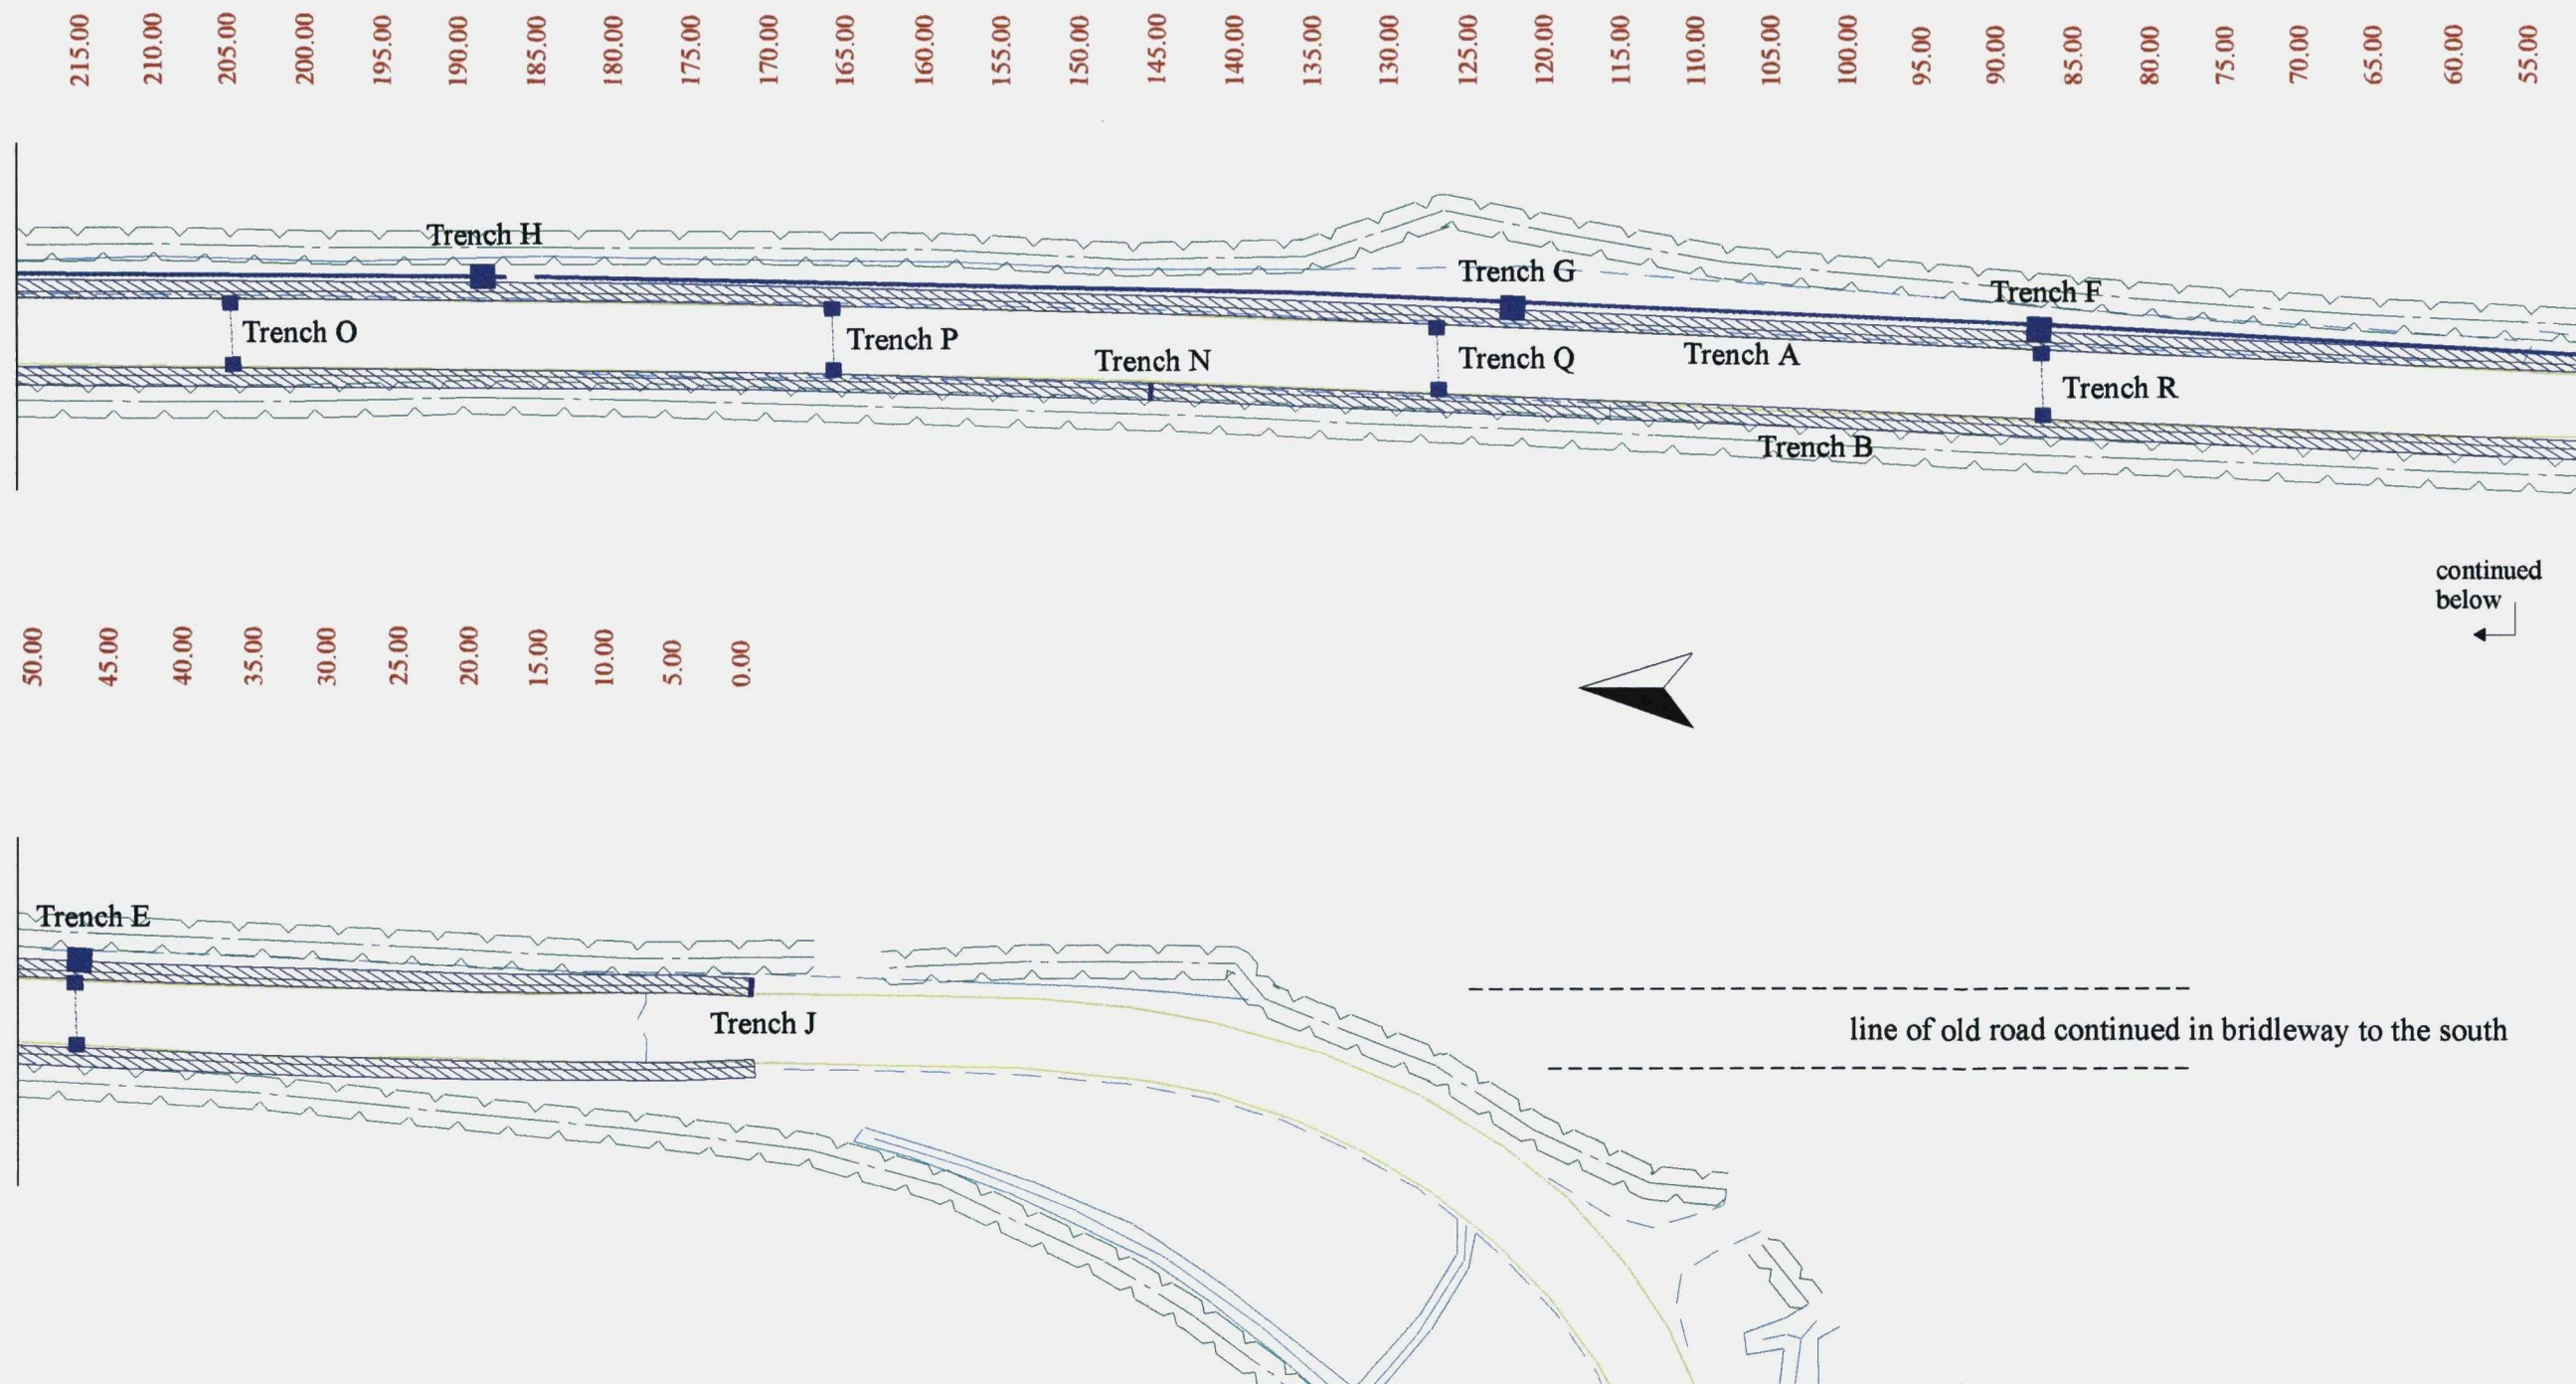 215.00 210.00 205.00 200.00 195.00 190.00 185.00 180.00 175.00 170.00 165.00 160.00 155.00 150.00 145.00 140.00 135.00 130.00 125.00 120.00 115.00 110.00 105.00 100.00 95.00 90.00 85.00 80.00 75.00 70.00 65.00 60.00 55.00
Trench H
Trench G
Trench F
Trench O
Trench P
Trench N
Trench Q
Trench A
Trench R
Trench B
continued
below
50.00 45.00 40.00 35.00 30.00 25.00 20.00 15.00 10.00 5.00 0.00
Trench E
Trench J
line of old road continued in bridleway to the south